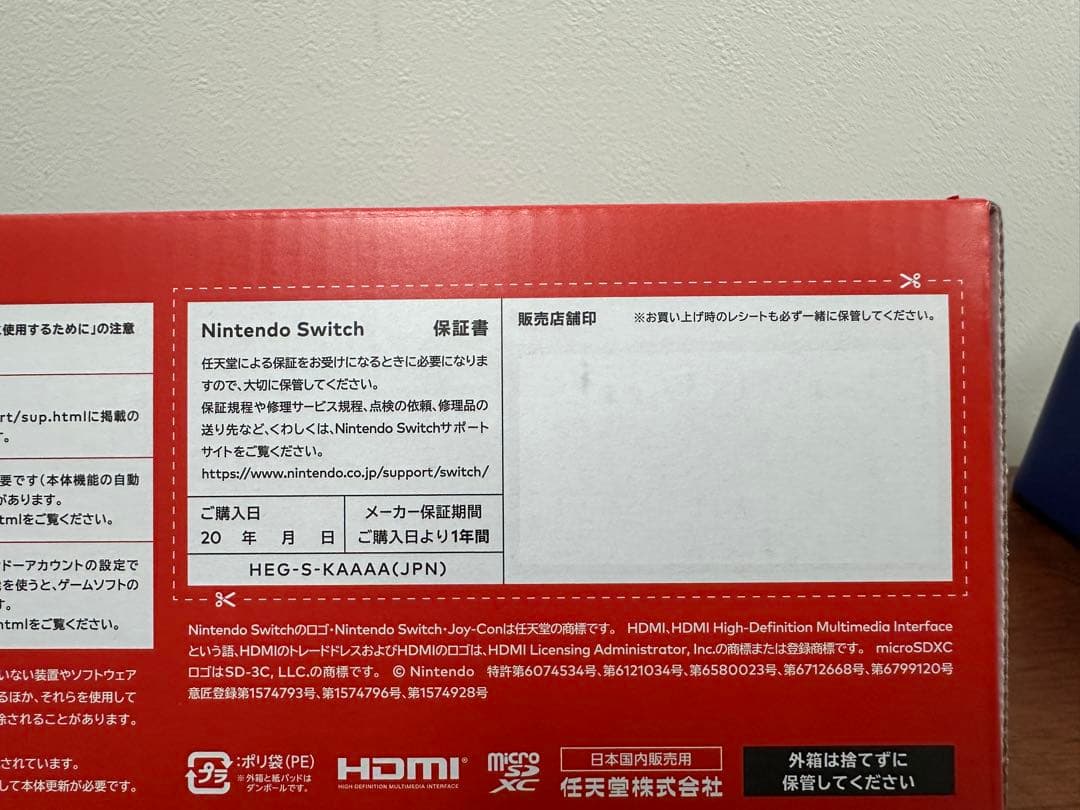 使用するために」の注意
rt/sup.htmlに掲載の
す。
要です(本体機能の自動
があります。
tmlをご覧ください。
ドーアカウントの設定で
を使うと、ゲームソフトの
す。
htmlをご覧ください。
いない装置やソフトウェア
るほか、それらを使用して
除されることがあります。
されています。
して本体更新が必要です。
Nintendo Switch 保証書
任天堂による保証をお受けになるときに必要になりま
すので、大切に保管してください。
保証規程や修理サービス規程、点検の依頼、修理品の
送り先など、くわしくは、Nintendo Switchサポート
サイトをご覧ください。
https://www.nintendo.co.jp/support/switch/
ご購入日
20 年 月 日
メーカー保証期間
ご購入日より1年間
HEG-S-KAAAA(JPN)
販売店舗印 ※お買い上げ時のレシートも必ず一緒に保管してください。
Nintendo Switchのロゴ・Nintendo Switch・Joy-Conは任天堂の商標です。 HDMI、HDMI High-Definition Multimedia Interface
という語、HDMIのトレードドレスおよびHDMIのロゴは、HDMI Licensing Administrator, Inc.の商標または登録商標です。 microSDXC
ロゴはSD-3C, LLC.の商標です。 © Nintendo 特許第6074534号、第6121034号、第6580023号、第6712668号、第6799120号
意匠登録第1574793号、第1574796号、第1574928号
プラ
:ポリ袋(PE)
※外箱と紙パッドは
ダンボールです。
HDMI®
HIGH-DEFINITION MULTIMEDIA INTERFACE
micro
SD
XC
日本国内販売用
任天堂株式会社
外箱は捨てずに
保管してください